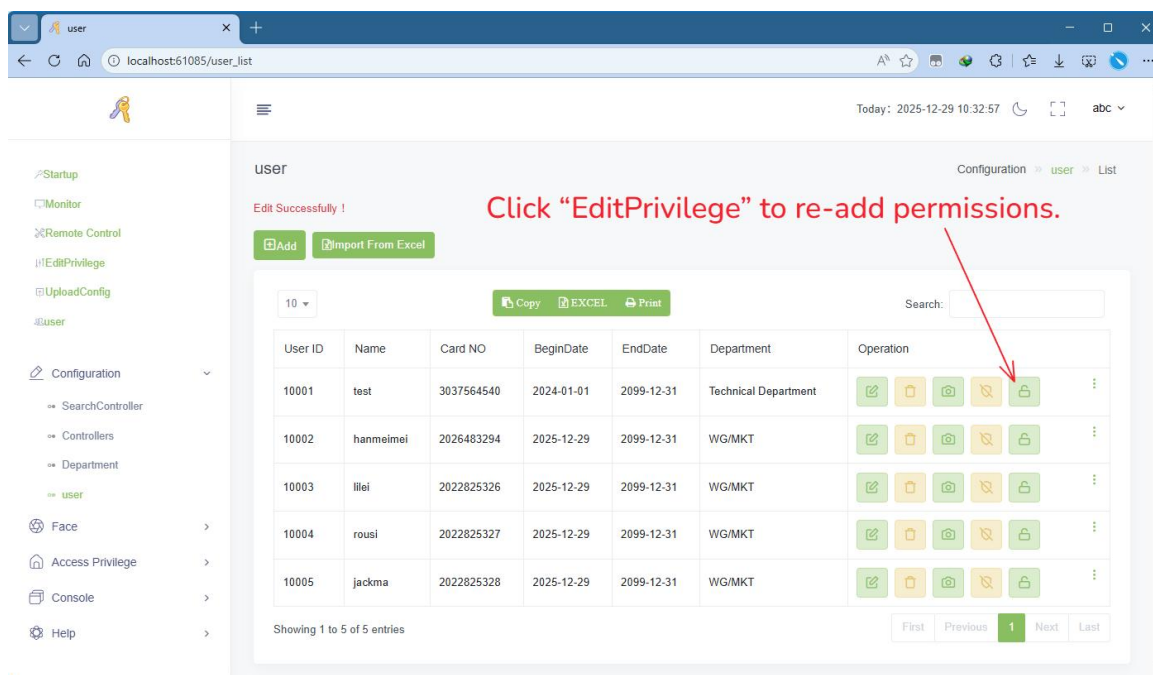 user
localhost:61085/user_list
Today: 2025-12-29 10:32:57 abc
Startup
Monitor
Remote Control
EditPrivilege
UploadConfig
user
Configuration
SearchController
Controllers
Department
user
Face
Access Privilege
Console
Help
user
Configuration » user » List
Edit Successfully !
Click “EditPrivilege” to re-add permissions.
Add Import From Excel
10 Copy EXCEL Print Search:
User ID Name Card NO BeginDate EndDate Department Operation
10001 test 3037564540 2024-01-01 2099-12-31 Technical Department
10002 hanmeimei 2026483294 2025-12-29 2099-12-31 WG/MKT
10003 lilei 2022825326 2025-12-29 2099-12-31 WG/MKT
10004 rousi 2022825327 2025-12-29 2099-12-31 WG/MKT
10005 jackma 2022825328 2025-12-29 2099-12-31 WG/MKT
Showing 1 to 5 of 5 entries
First Previous 1 Next Last